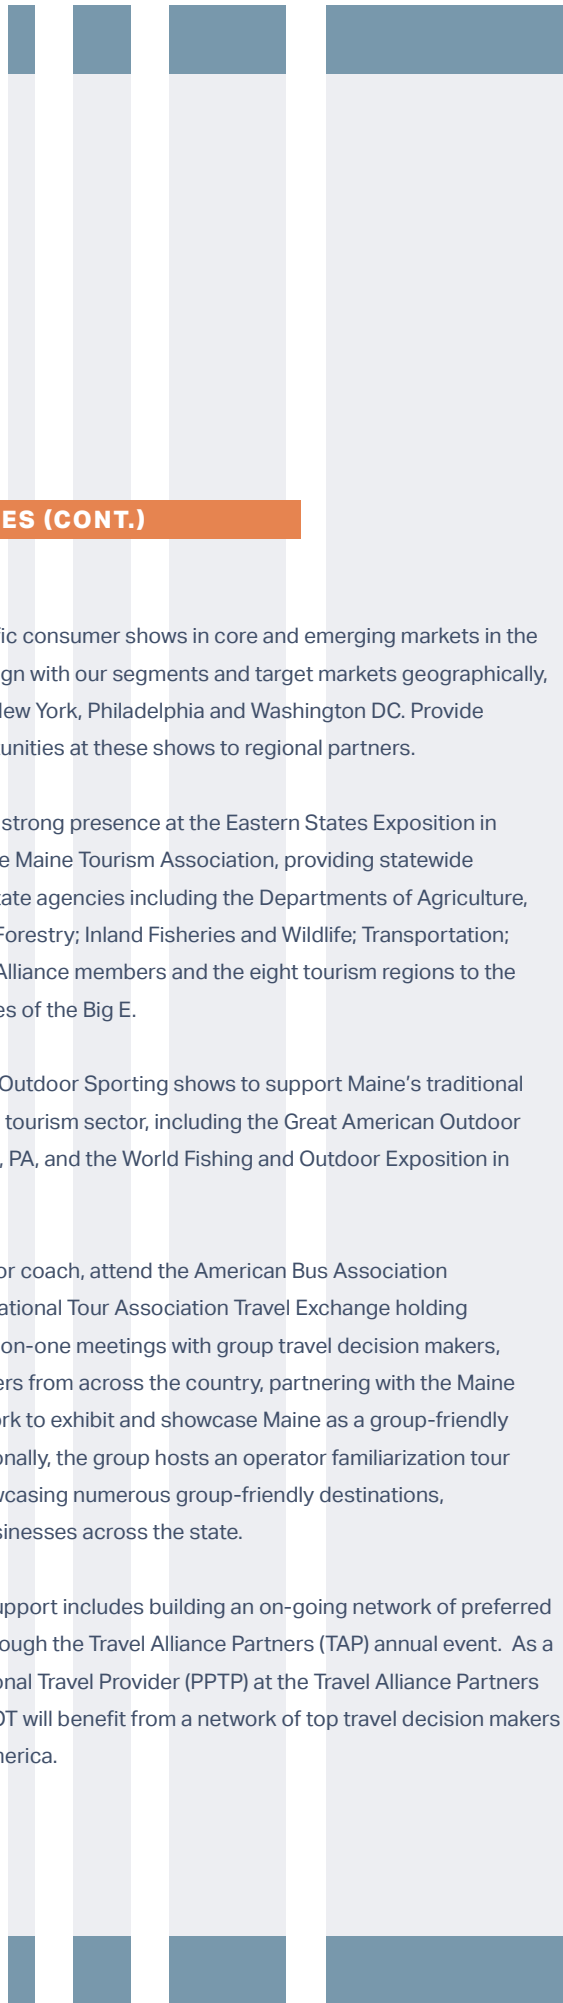 ES (CONT.)
fic consumer shows in core and emerging markets in the
gn with our segments and target markets geographically,
New York, Philadelphia and Washington DC. Provide
unities at these shows to regional partners.
strong presence at the Eastern States Exposition in
e Maine Tourism Association, providing statewide
tate agencies including the Departments of Agriculture,
Forestry; Inland Fisheries and Wildlife; Transportation;
Alliance members and the eight tourism regions to the
es of the Big E.
Outdoor Sporting shows to support Maine’s traditional
tourism sector, including the Great American Outdoor
, PA, and the World Fishing and Outdoor Exposition in
or coach, attend the American Bus Association
ational Tour Association Travel Exchange holding
on-one meetings with group travel decision makers,
ers from across the country, partnering with the Maine
ork to exhibit and showcase Maine as a group-friendly
onally, the group hosts an operator familiarization tour
wcasing numerous group-friendly destinations,
sinesses across the state.
upport includes building an on-going network of preferred
ough the Travel Alliance Partners (TAP) annual event.  As a
onal Travel Provider (PPTP) at the Travel Alliance Partners
OT will benefit from a network of top travel decision makers
nerica.